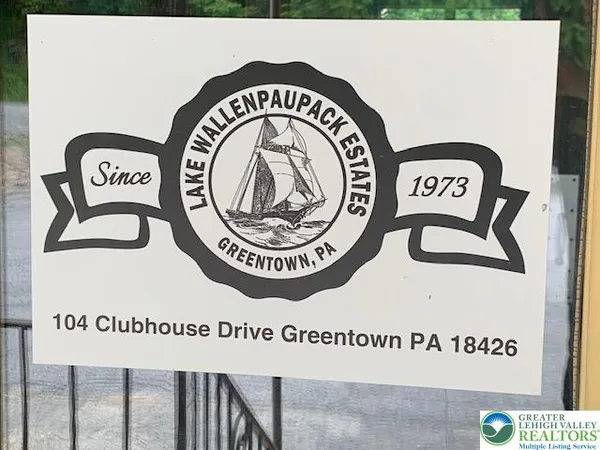 LAKE WALLENPAUPACK ESTATES
Since
1973
GREENTOWN, PA
104 Clubhouse Drive Greentown PA 18426
GREATER
LEHIGH VALLEY
REALTORS®
Multiple Listing Service